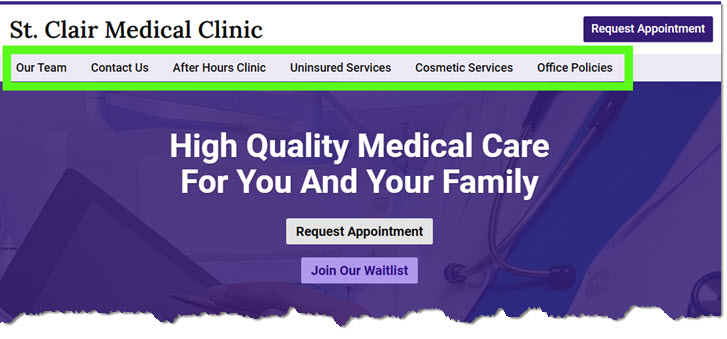 St. Clair Medical Clinic
Request Appointment
Our Team Contact Us After Hours Clinic Uninsured Services Cosmetic Services Office Policies
High Quality Medical Care
For You And Your Family
Request Appointment
Join Our Waitlist